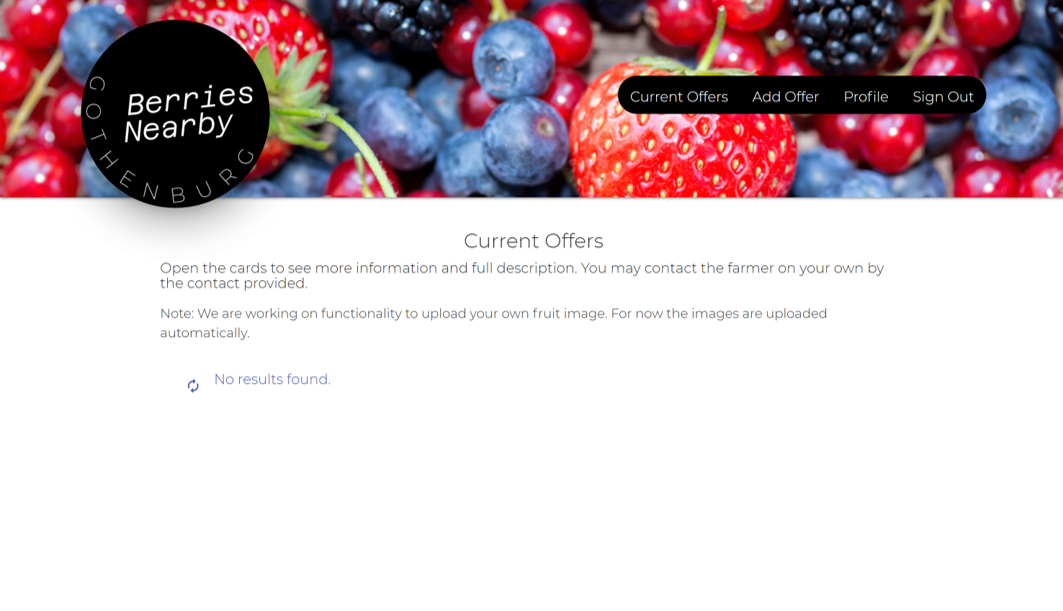 Berries
Nearby
GOTHENBURG
Current Offers Add Offer Profile Sign Out
Current Offers
Open the cards to see more information and full description. You may contact the farmer on your own by
the contact provided.
Note: We are working on functionality to upload your own fruit image. For now the images are uploaded
automatically.
No results found.